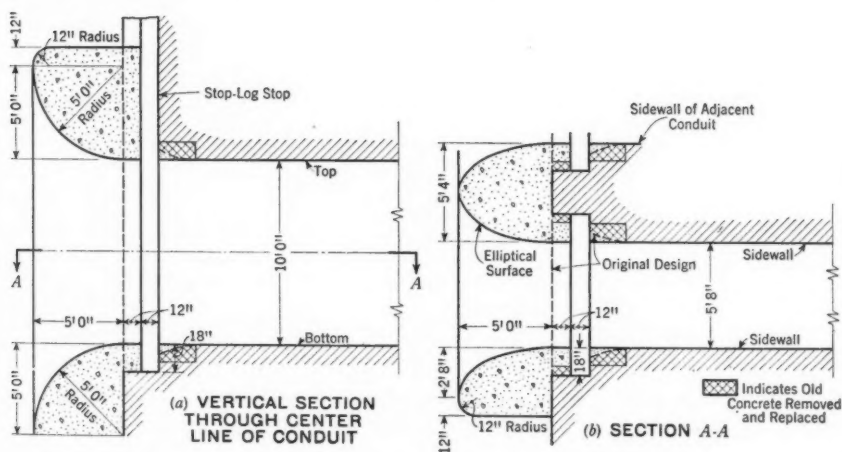 12"
12" Radius
5'0"
5'0"
Radius
Stop-Log Stop
Top
10'0"
A
A
12"
5'0"
18"
Bottom
5'0"
5'0"
Radius
(a) VERTICAL SECTION
THROUGH CENTER
LINE OF CONDUIT
Sidewall of Adjacent
Conduit
5'4"
Elliptical
Surface
Original Design
Sidewall
12"
5'0"
5'8"
Sidewall
2'8"
18"
12" Radius
12"
(b) SECTION A-A
Indicates Old
Concrete Removed
and Replaced